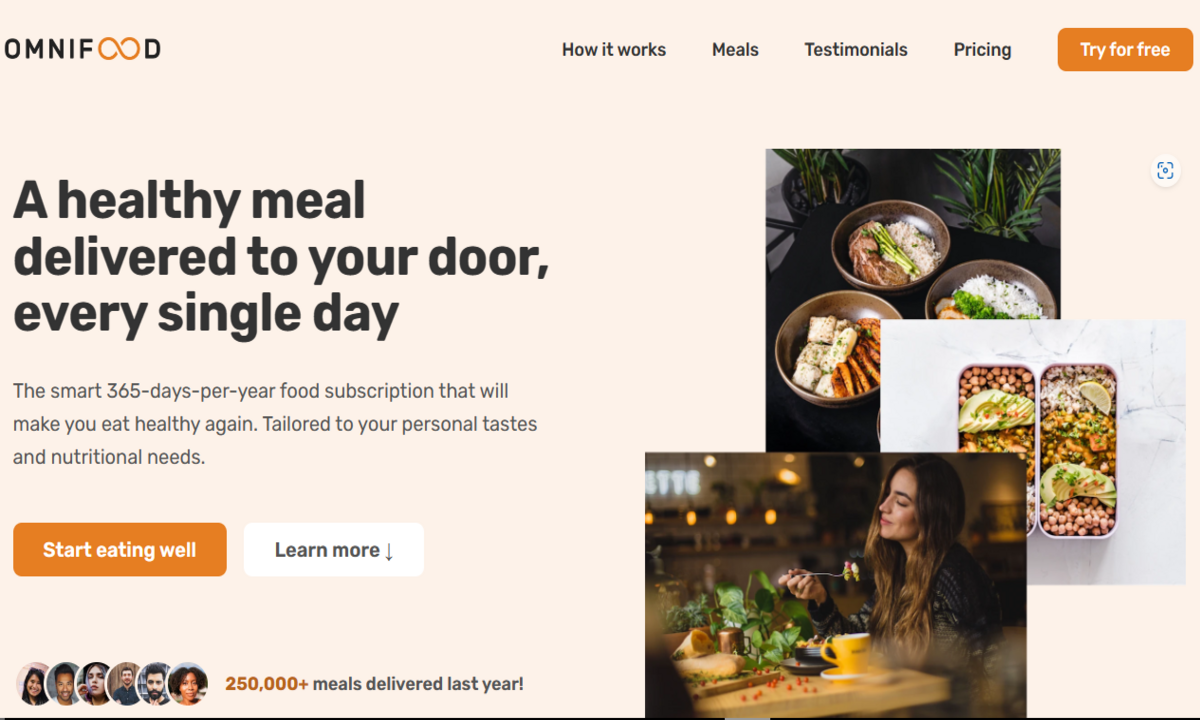 OMNIFOOD
How it works
Meals
Testimonials
Pricing
Try for free
A healthy meal
delivered to your door,
every single day
The smart 365-days-per-year food subscription that will
make you eat healthy again. Tailored to your personal tastes
and nutritional needs.
Start eating well
Learn more ↓
250,000+ meals delivered last year!